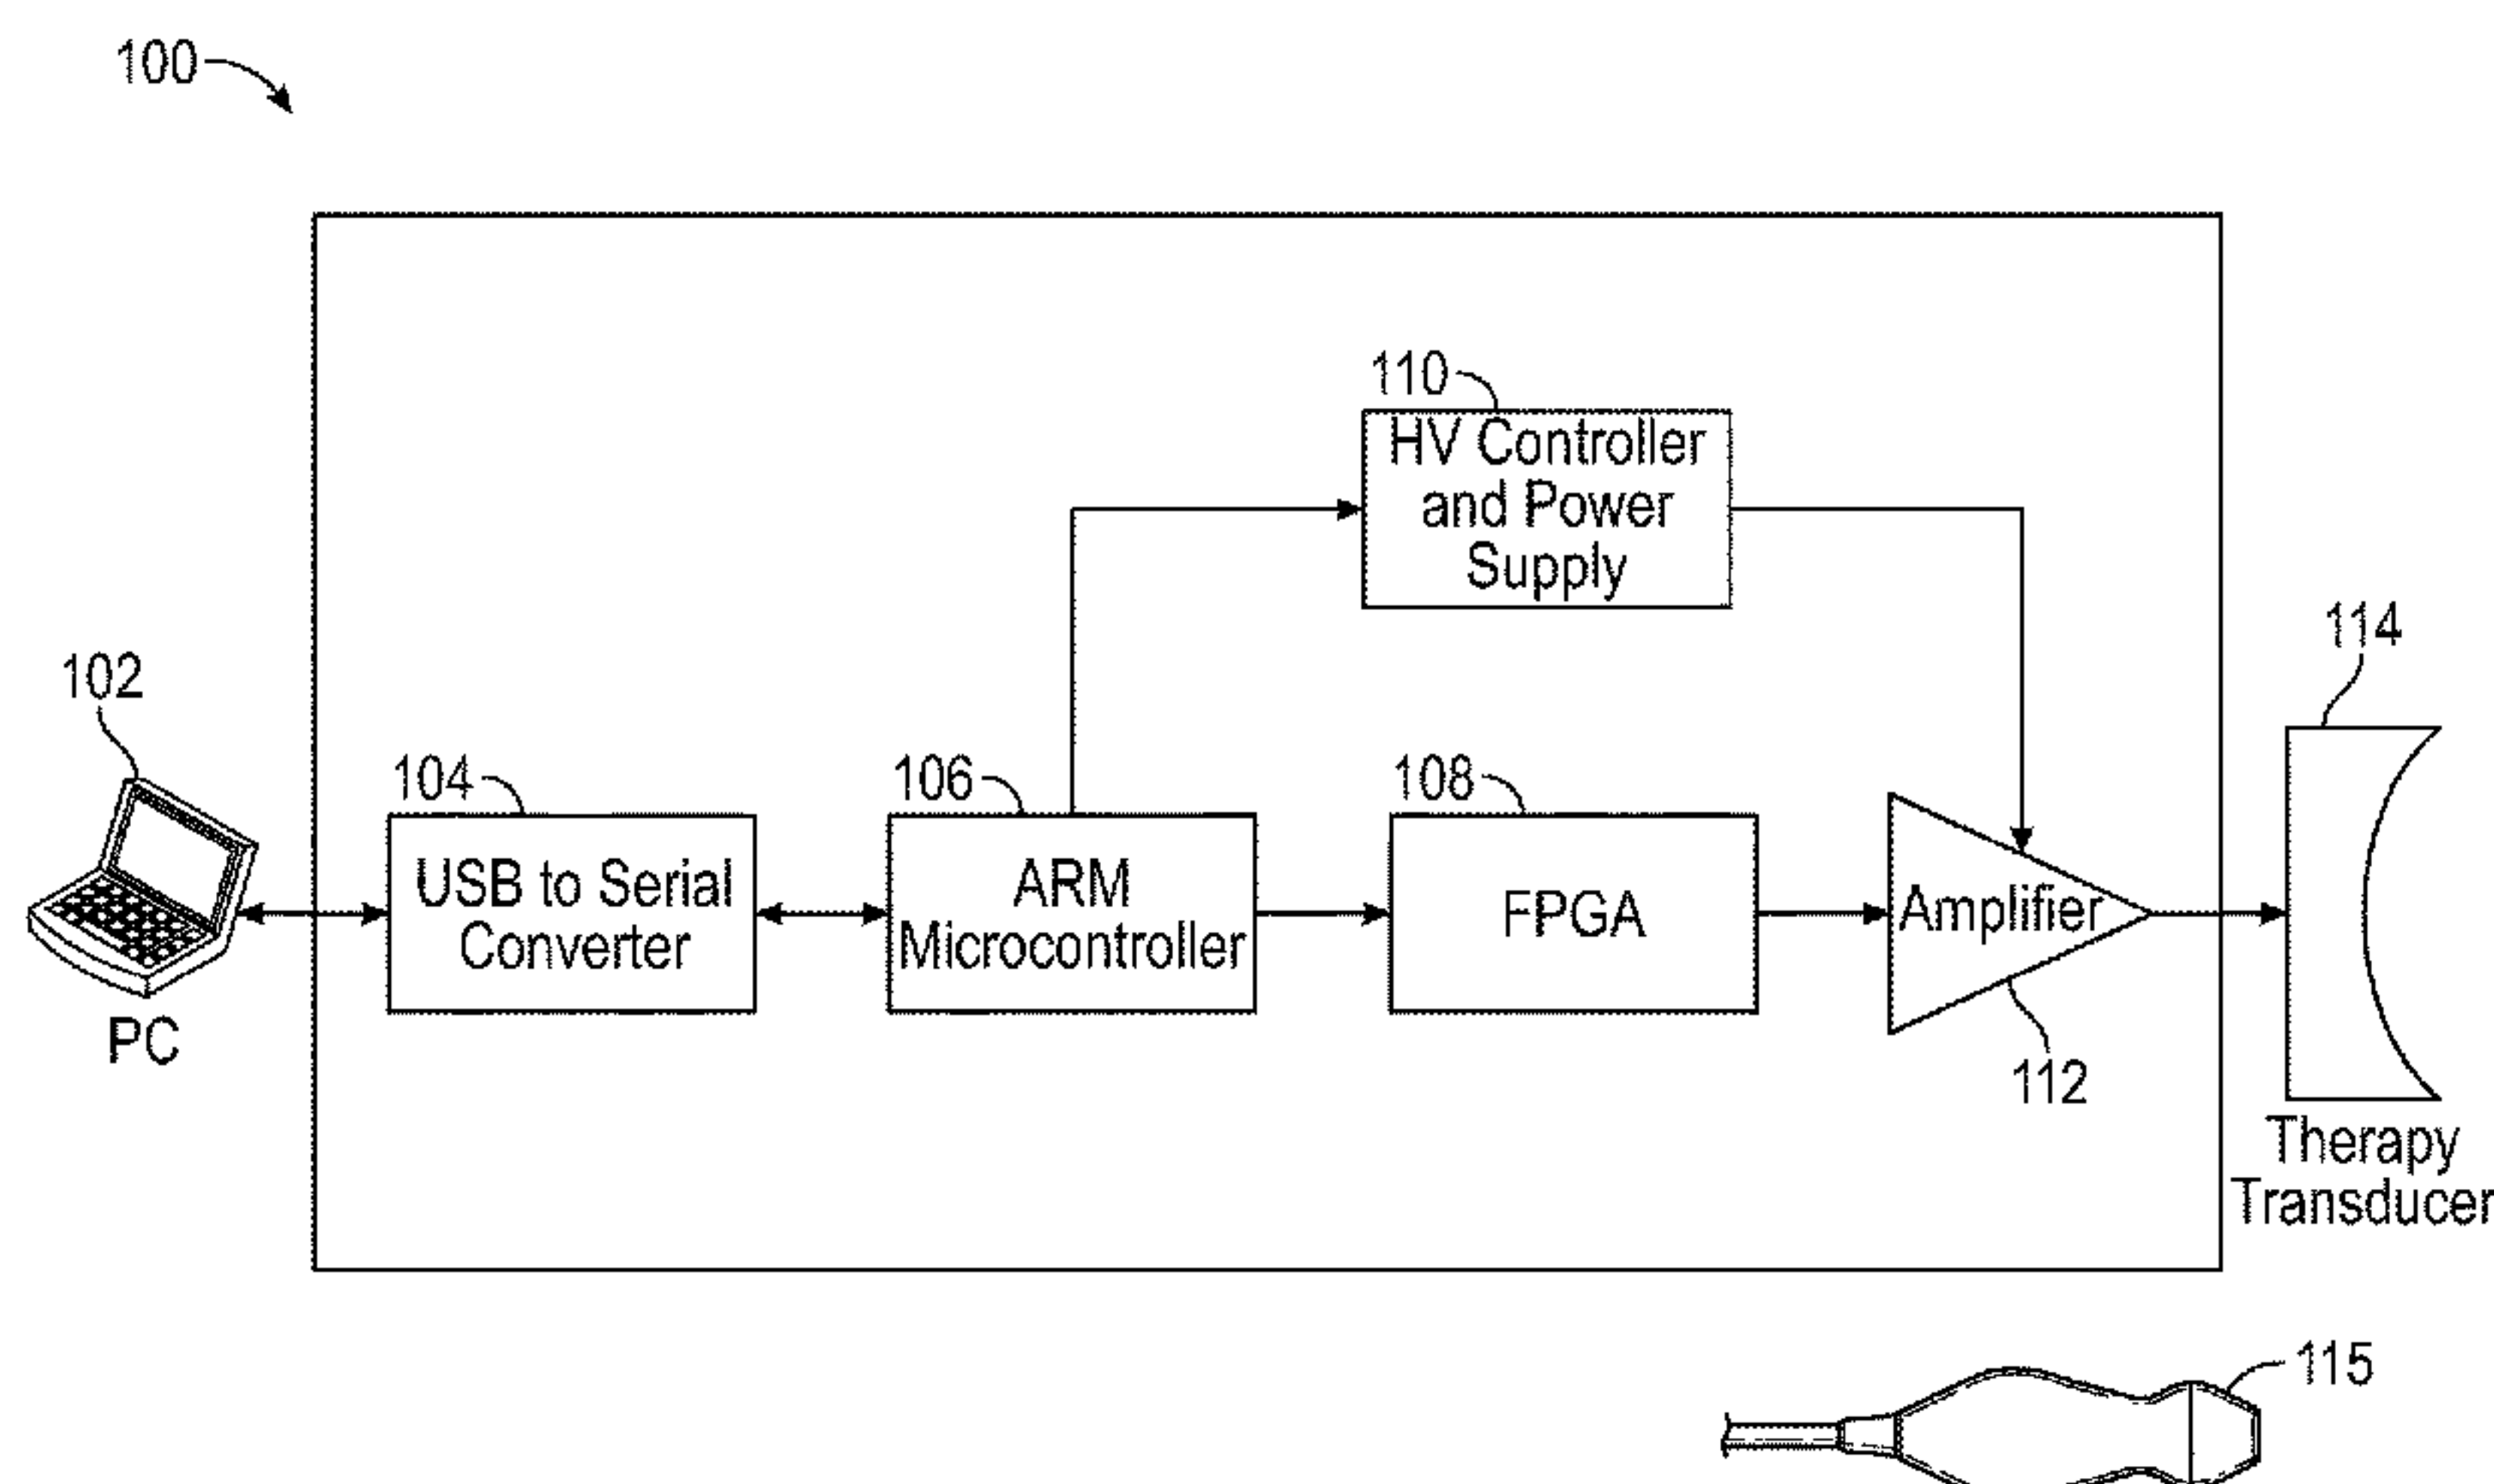 100
110
HV Controller
and Power
Supply
114
102
104
106
108
USB to Serial
Converter
ARM
Microcontroller
FPGA
Amplifier
PC
112
Therapy
Transducer
115